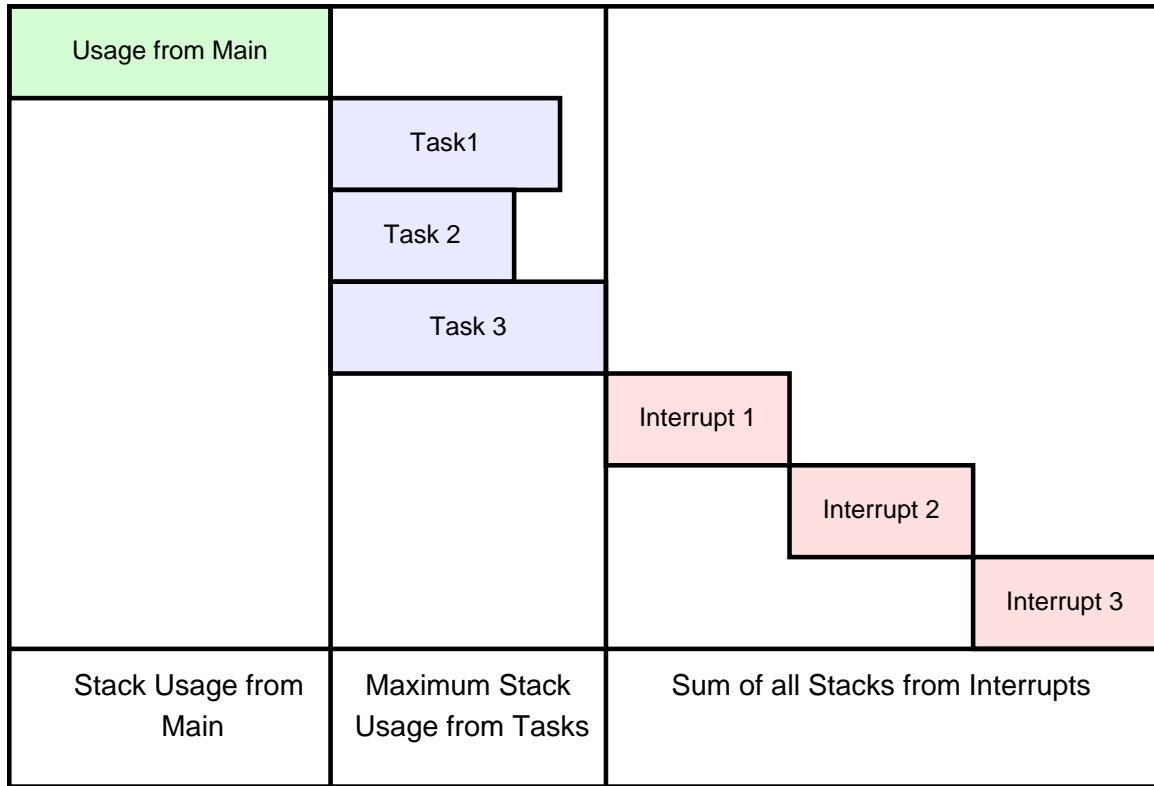 Usage from Main
Task1
Task 2
Task 3
Interrupt 1
Interrupt 2
Interrupt 3
Stack Usage from
Main
Maximum Stack
Usage from Tasks
Sum of all Stacks from Interrupts